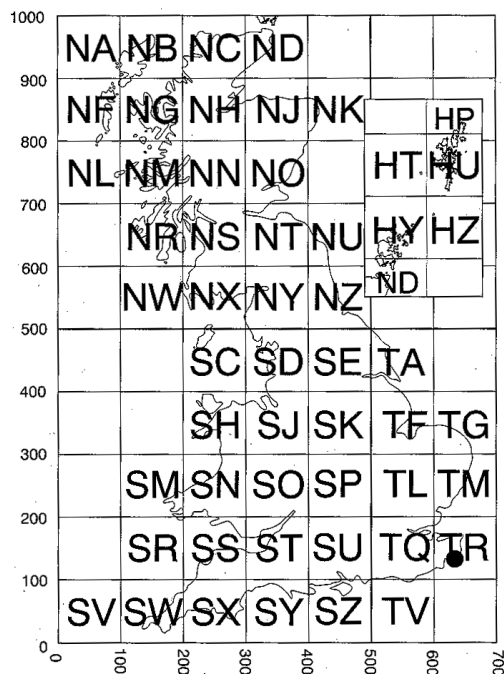 1000
NA NB NC ND
900
NF NG NH NJ NK
HP
800
NL NM NN NO
HT HU
700
NR NS NT NU
HY HZ
600
NW NX NY NZ
ND
500
SC SD SE TA
400
SH SJ SK TF TG
300
SM SN SO SP TL TM
200
SR SS ST SU TQ TR
100
SV SW SX SY SZ TV
0
0 100 200 300 400 500 600 700